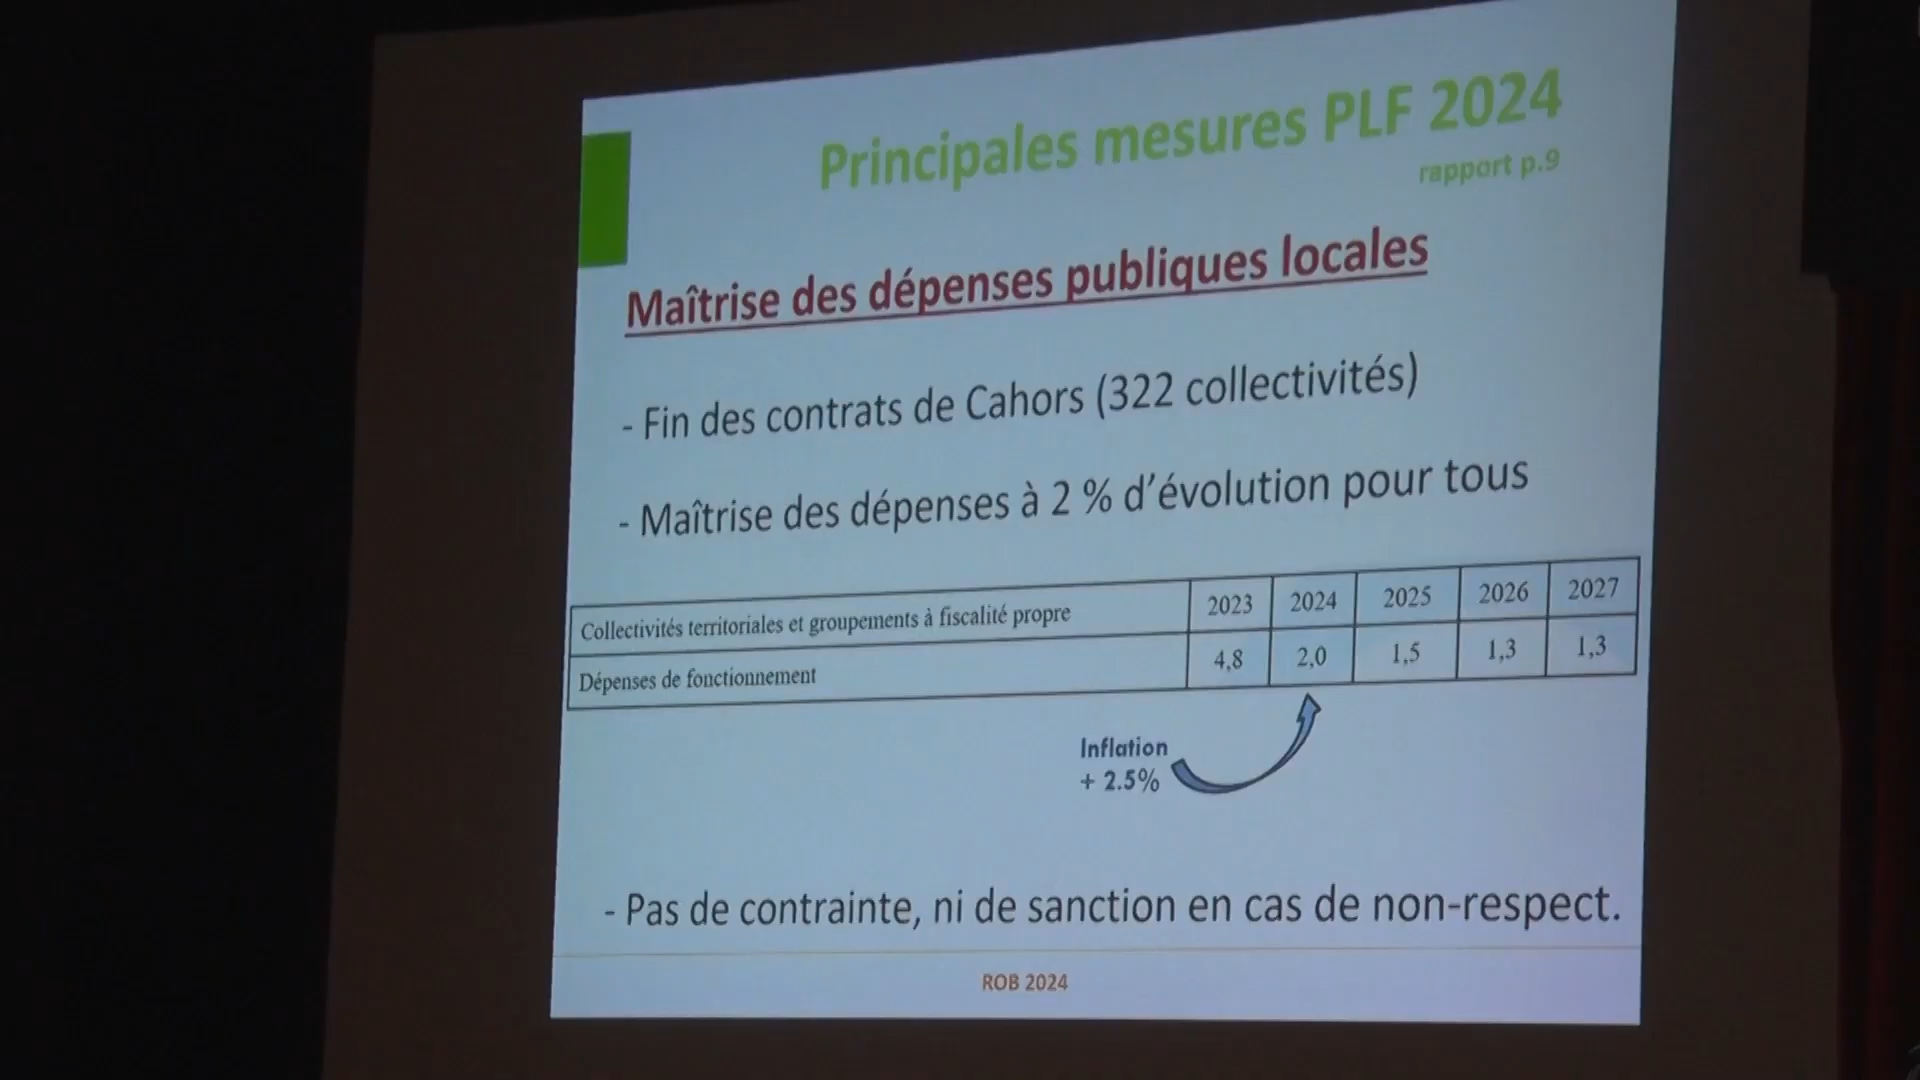 Principales mesures PLF 2024
rapport p.9
Maîtrise des dépenses publiques locales
- Fin des contrats de Cahors (322 collectivités)
- Maîtrise des dépenses à 2 % d’évolution pour tous
Collectivités territoriales et groupements à fiscalité propre 2023 2024 2025 2026 2027
Dépenses de fonctionnement 4,8 2,0 1,5 1,3 1,3
Inflation
+ 2.5%
- Pas de contrainte, ni de sanction en cas de non-respect.
ROB 2024